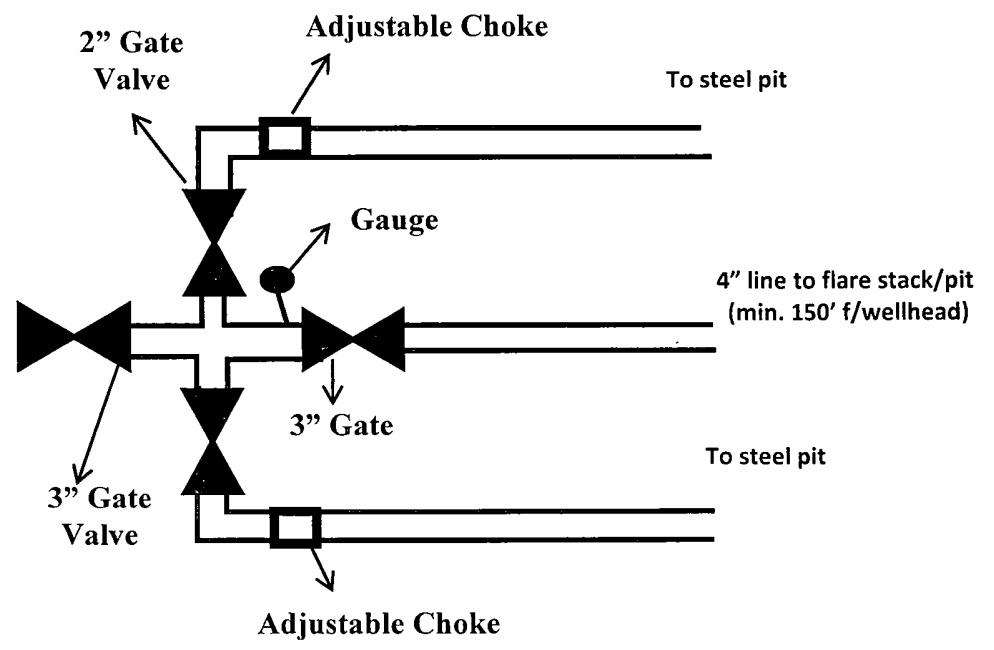 Adjustable Choke
2” Gate
Valve
To steel pit
Gauge
4” line to flare stack/pit
(min. 150’ f/wellhead)
3” Gate
To steel pit
3” Gate
Valve
Adjustable Choke